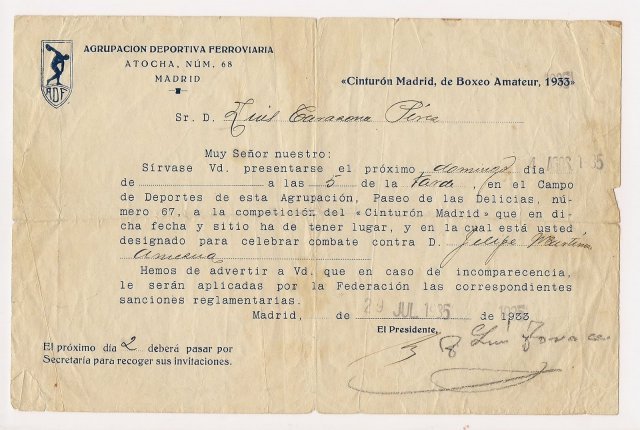 AGRUPACION DEPORTIVA FERROVIARIA
ATOCHA, NÚM, 68
MADRID
ADF
«Cinturón Madrid, de Boxeo Amateur, 1933»
Sr. D. Luis Tarazona Pérez
Muy Señor nuestro:
Sírvase Vd. presentarse el próximo domingo día
de a las 5 de la tarde, en el Campo
de Deportes de esta Agrupación, Paseo de las Delicias, nú-
mero 67, a la competición del «Cinturón Madrid» que en di-
cha fecha y sitio ha de tener lugar, y en la cual está usted
designado para celebrar combate contra D. Felipe Martínez
Hemos de advertir a Vd. que en caso de incomparecencia,
le serán aplicadas por la Federación las correspondientes
sanciones reglamentarias.
Madrid, de 29 JUL de 1933
El Presidente,
El próximo día 2 deberá pasar por
Secretaría para recoger sus invitaciones.